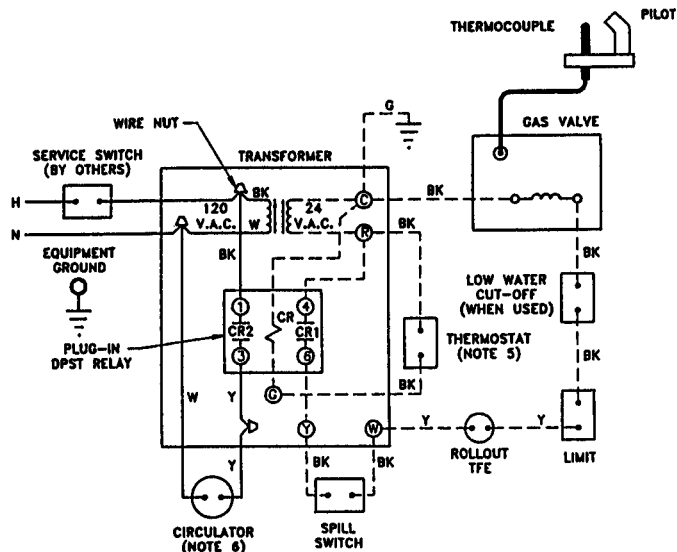 THERMOCOUPLE
PILOT
G
WIRE NUT
GAS VALVE
SERVICE SWITCH
(BY OTHERS)
TRANSFORMER
H
BK
120
V.A.C.
W
24
V.A.C.
C
BK
N
R
BK
EQUIPMENT
GROUND
BK
BK
LOW WATER
CUT-OFF
(WHEN USED)
1
4
CR
CR2
CR1
THERMOSTAT
(NOTE 5)
PLUG-IN
DPST RELAY
3
6
BK
BK
G
W
Y
Y
W
Y
Y
ROLLOUT
TFE
LIMIT
Y
BK
BK
CIRCULATOR
(NOTE 6)
SPILL
SWITCH